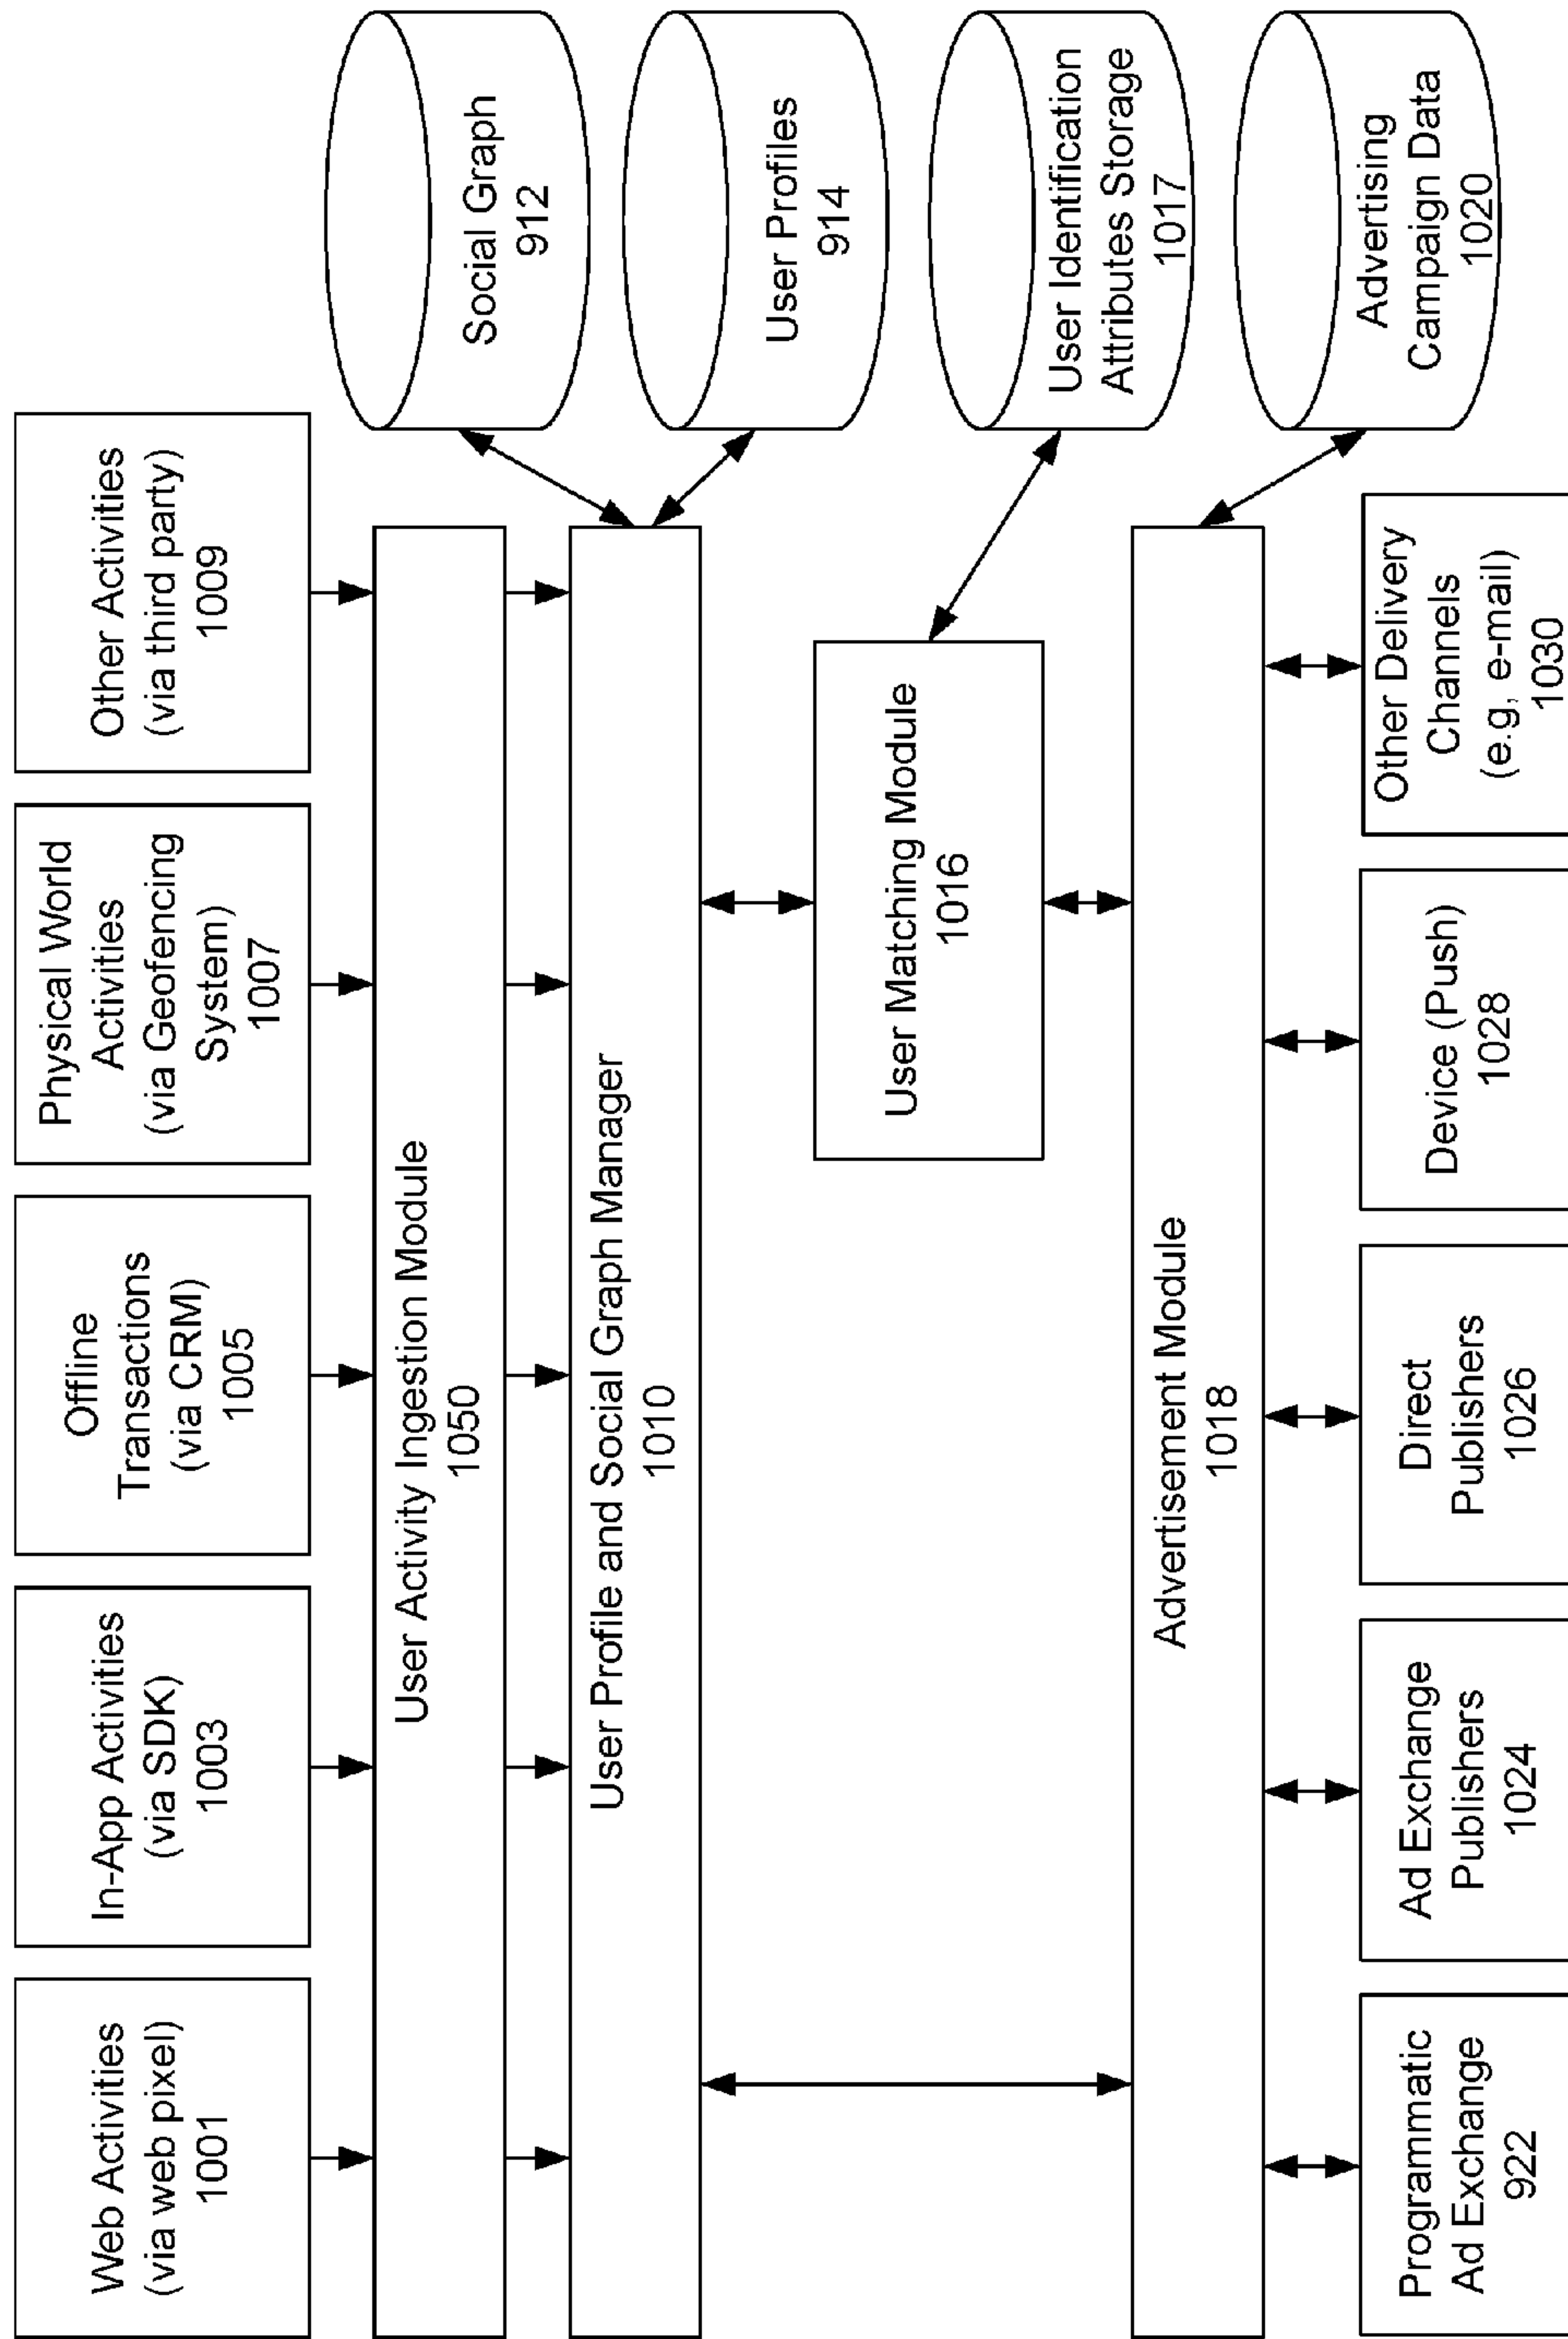 Web Activities
(via web pixel)
1001
In-App Activities
(via SDK)
1003
Offline
Transactions
(via CRM)
1005
Physical World
Activities
(via Geofencing
System)
1007
Other Activities
(via third party)
1009
User Activity Ingestion Module
1050
User Profile and Social Graph Manager
1010
Social Graph
912
User Profiles
914
User Matching Module
1016
User Identification
Attributes Storage
1017
Advertisement Module
1018
Advertising
Campaign Data
1020
Programmatic
Ad Exchange
922
Ad Exchange
Publishers
1024
Direct
Publishers
1026
Device (Push)
1028
Other Delivery
Channels
(e.g, e-mail)
1030